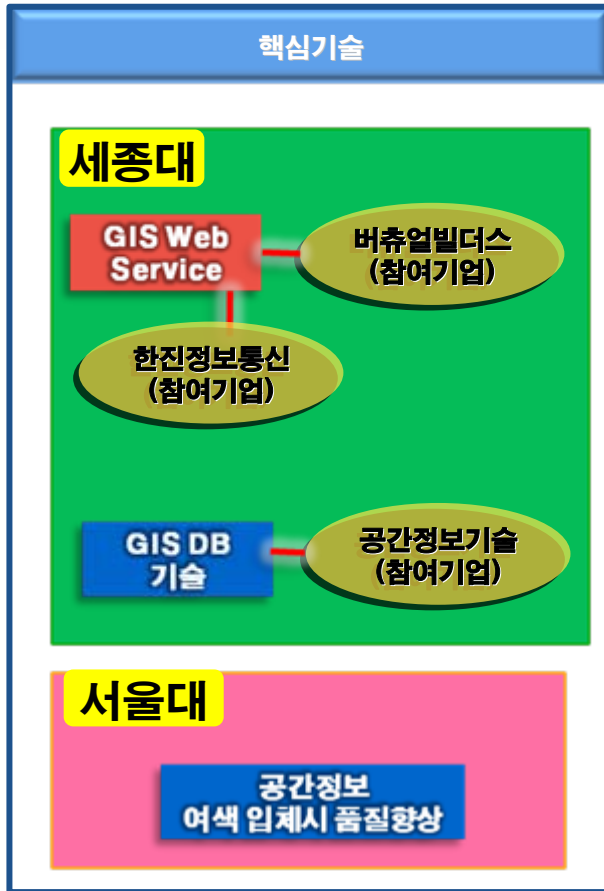 핵심기술
세종대
GIS Web
Service
버츄얼빌더스
(참여기업)
한진정보통신
(참여기업)
GIS DB
기술
공간정보기술
(참여기업)
서울대
공간정보
여색 입체시 품질향상